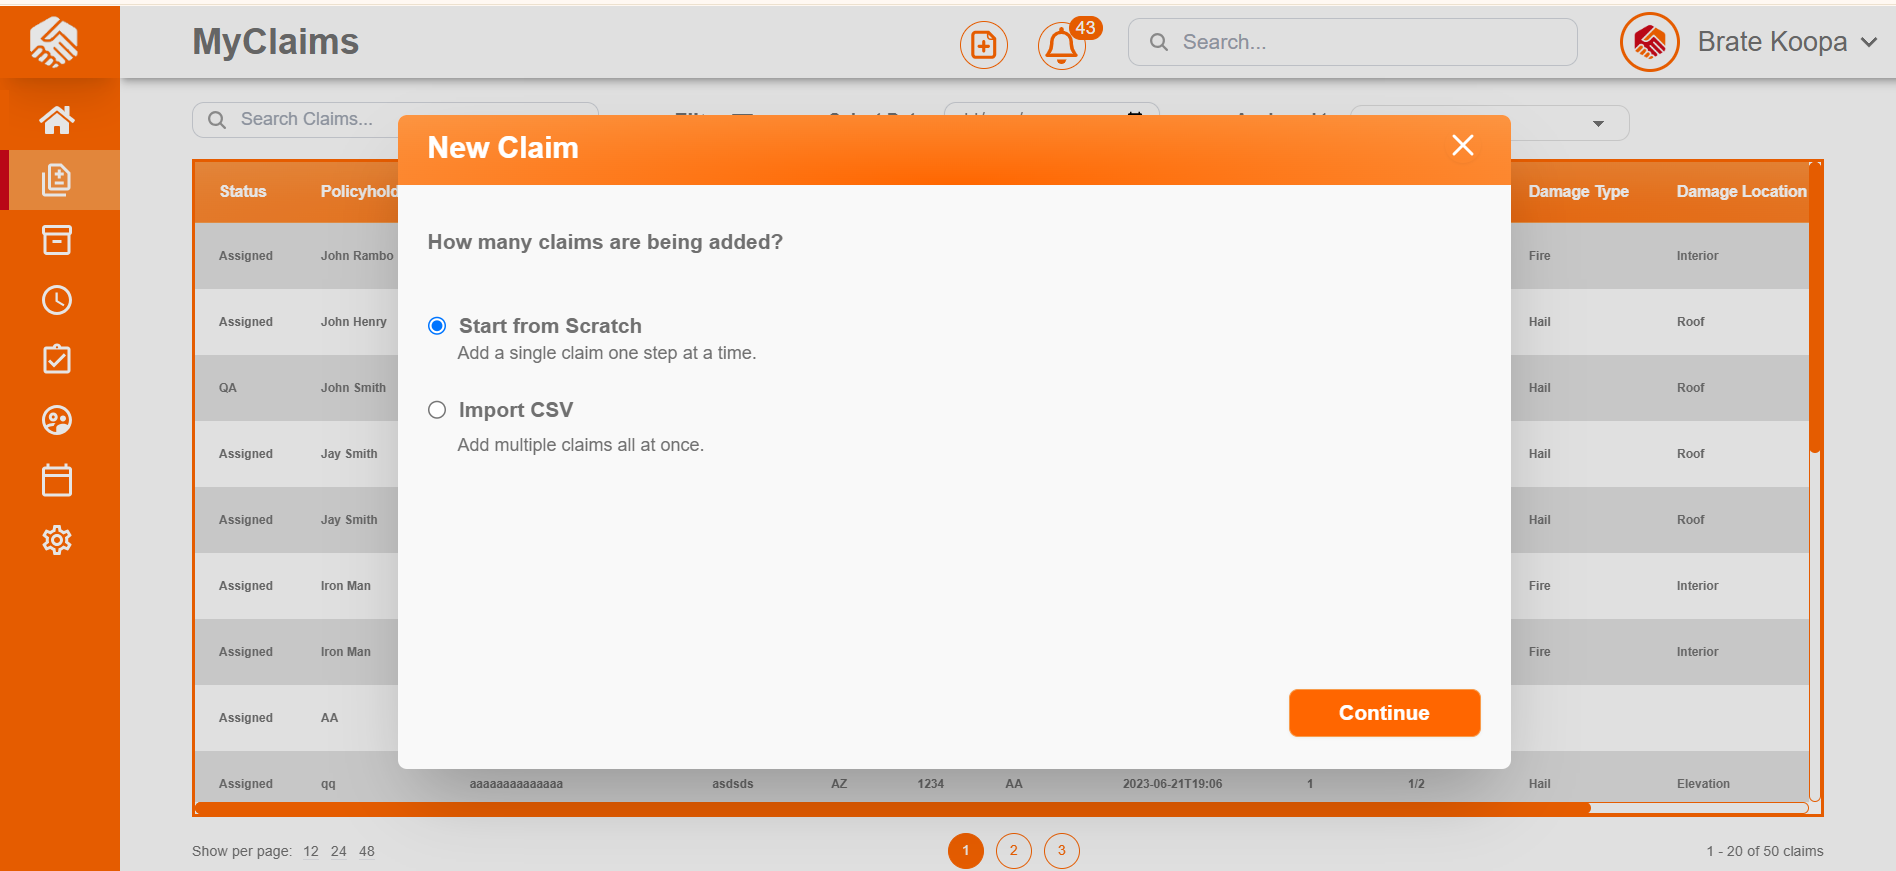 MyClaims
43
Search...
Brate Koopa
Search Claims...
New Claim
Status
Policyhold
Damage Type
Damage Location
How many claims are being added?
Assigned
John Rambo
Fire
Interior
Start from Scratch
Add a single claim one step at a time.
Assigned
John Henry
Hail
Roof
QA
John Smith
Hail
Roof
Import CSV
Add multiple claims all at once.
Assigned
Jay Smith
Hail
Roof
Assigned
Jay Smith
Hail
Roof
Assigned
Iron Man
Fire
Interior
Assigned
Iron Man
Fire
Interior
Assigned
AA
Continue
Assigned qq aaaaaaaaaaaaaa asdsds AZ 1234 AA 2023-06-21T19:06 1 1/2 Hail Elevation
Show per page: 12 24 48
1 2 3
1 - 20 of 50 claims